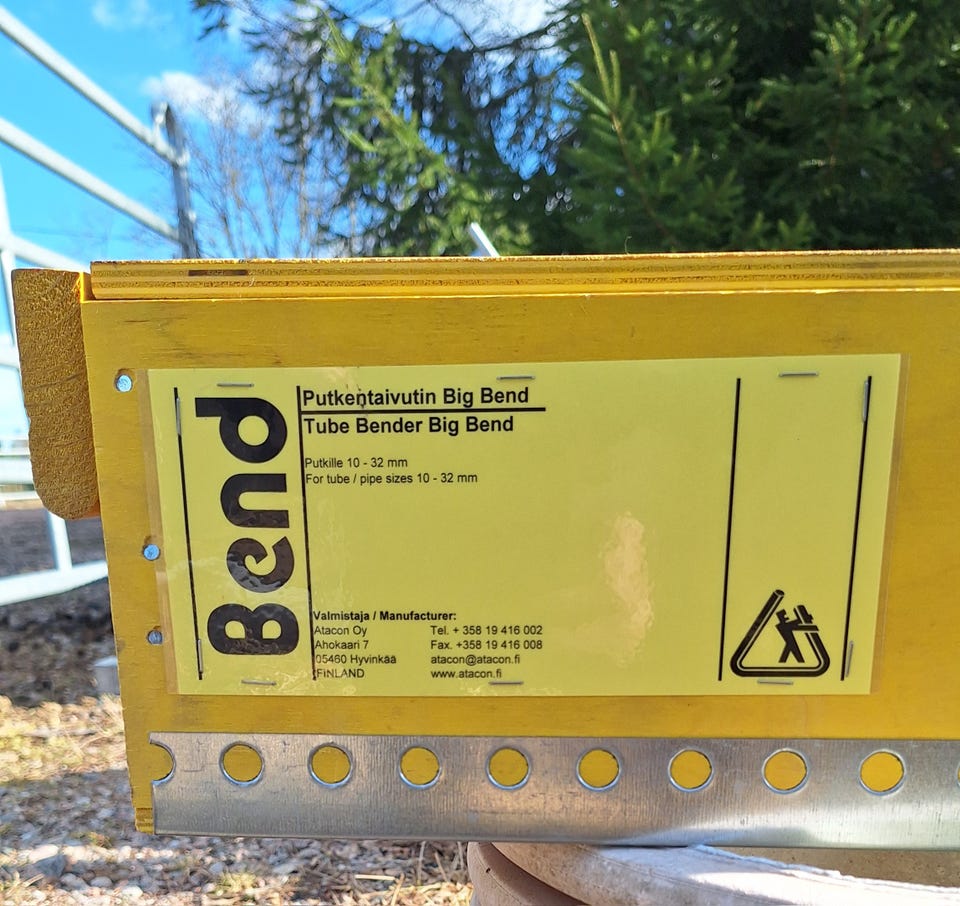 Bend
Putkentaivutin Big Bend
Tube Bender Big Bend
Putkille 10 - 32 mm
For tube / pipe sizes 10 - 32 mm
Valmistaja / Manufacturer:
Atacon Oy Tel. + 358 19 416 002
Ahokaari 7 Fax. +358 19 416 008
05460 Hyvinkää atacon@atacon.fi
FINLAND www.atacon.fi